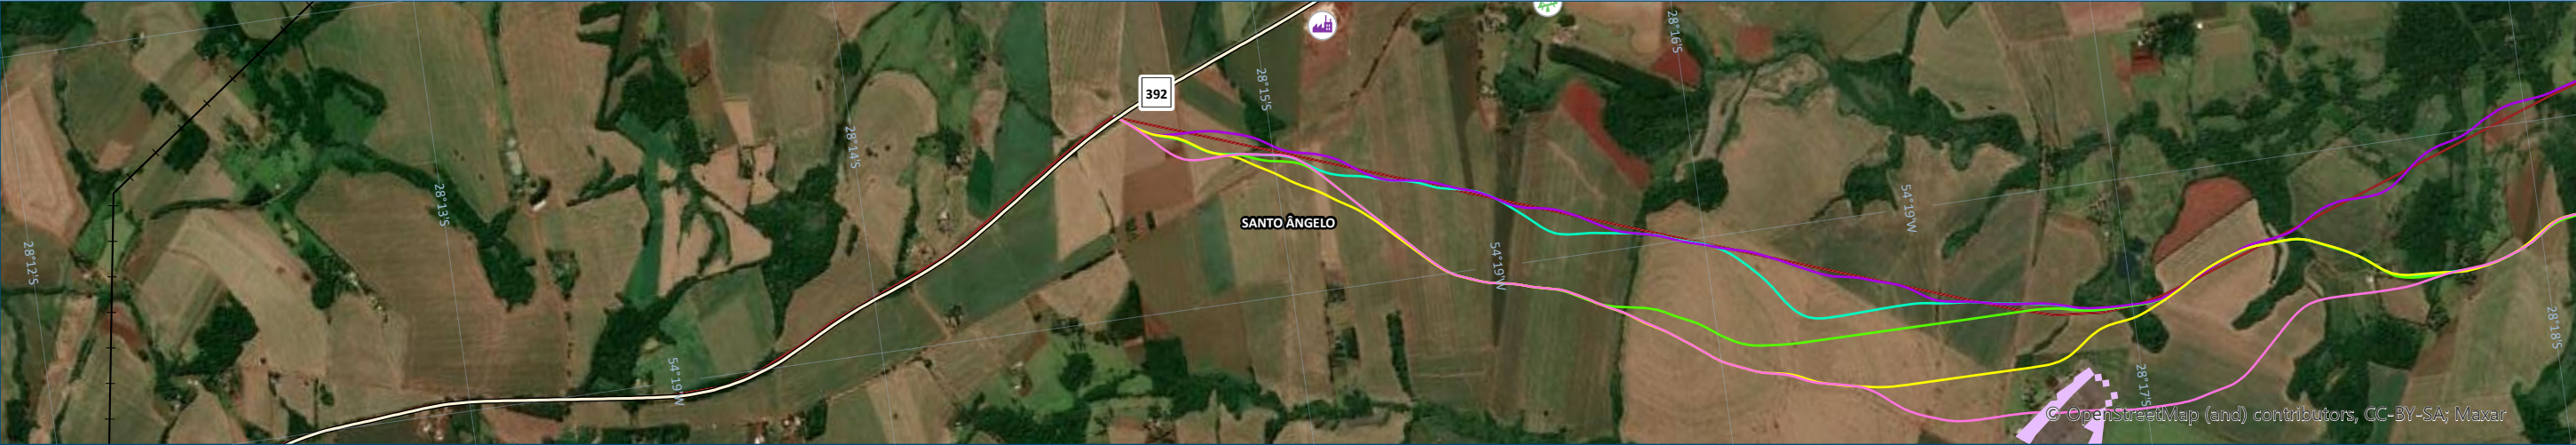 28°16'S
28°15'S
392
28°14'S
28°13'S
54°19'W
SANTO ÂNGELO
28°12'S
54°19'W
28°18'S
54°19'W
28°17'S
© OpenStreetMap (and) contributors, CC-BY-SA; Maxar